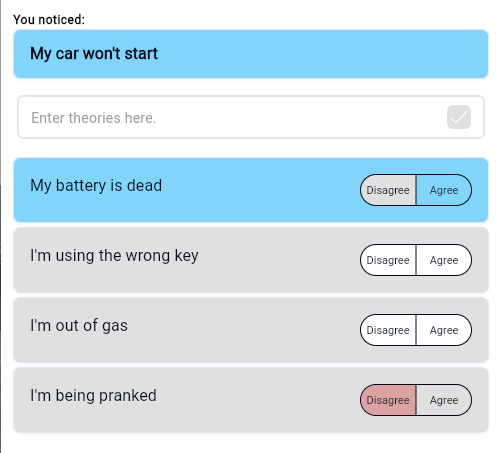 You noticed:
My car won't start
Enter theories here.
My battery is dead
Disagree Agree
I'm using the wrong key
Disagree Agree
I'm out of gas
Disagree Agree
I'm being pranked
Disagree Agree